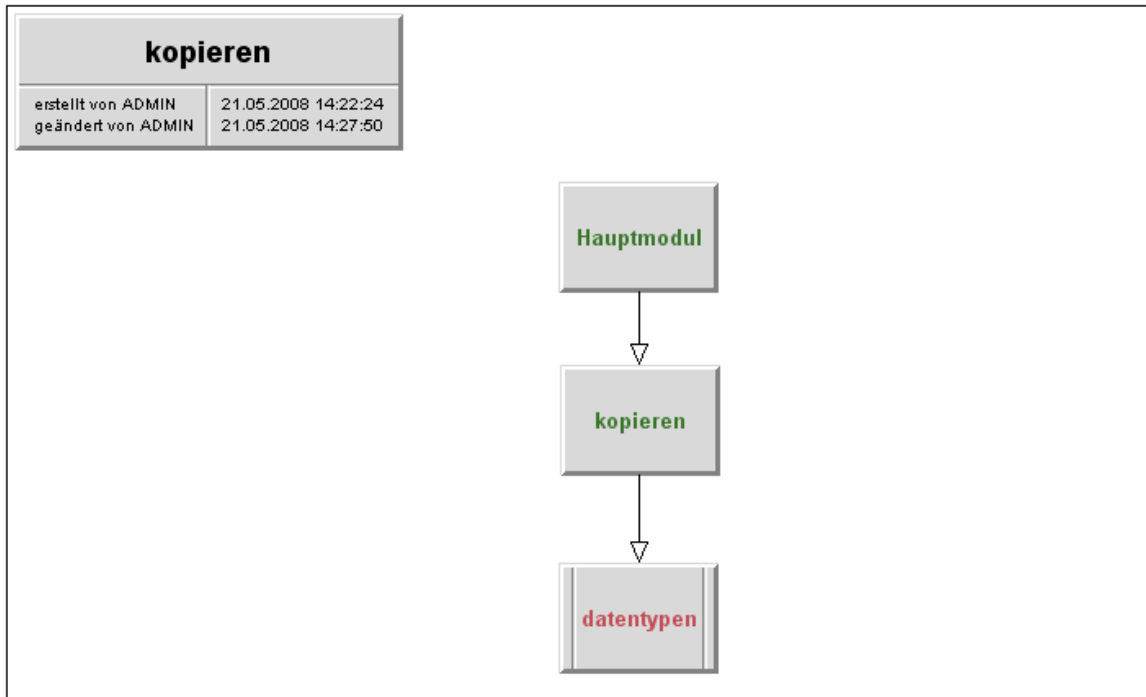 kopieren
erstellt von ADMIN 21.05.2008 14:22:24
geändert von ADMIN 21.05.2008 14:27:50
Hauptmodul
kopieren
datentypen